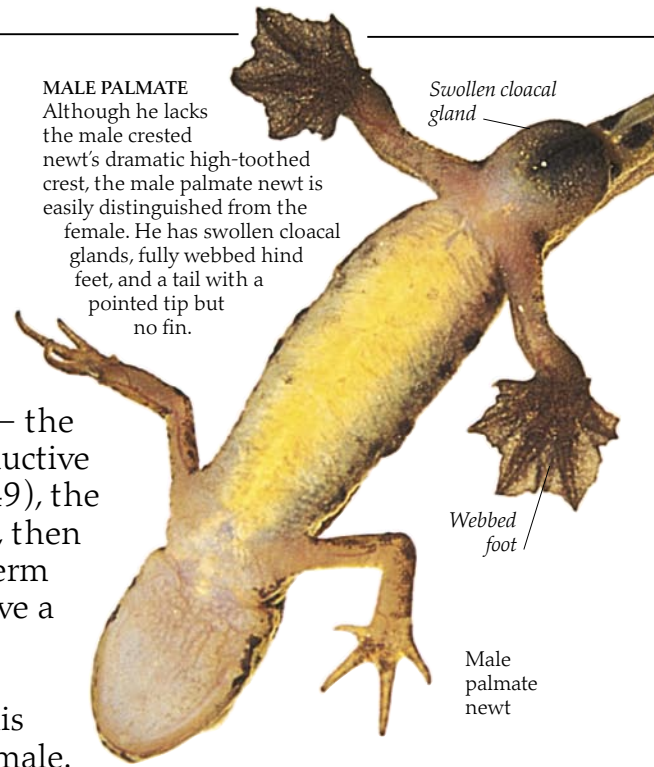 MALE PALMATE
Although he lacks
the male crested
newt's dramatic high-toothed
crest, the male palmate newt is
easily distinguished from the
female. He has swollen cloacal
glands, fully webbed hind
feet, and a tail with a
pointed tip but
no fin.
Swollen cloacal
gland
– the
uctive
9), the
, then
erm
ve a
is
male.
Webbed
foot
Male
palmate
newt